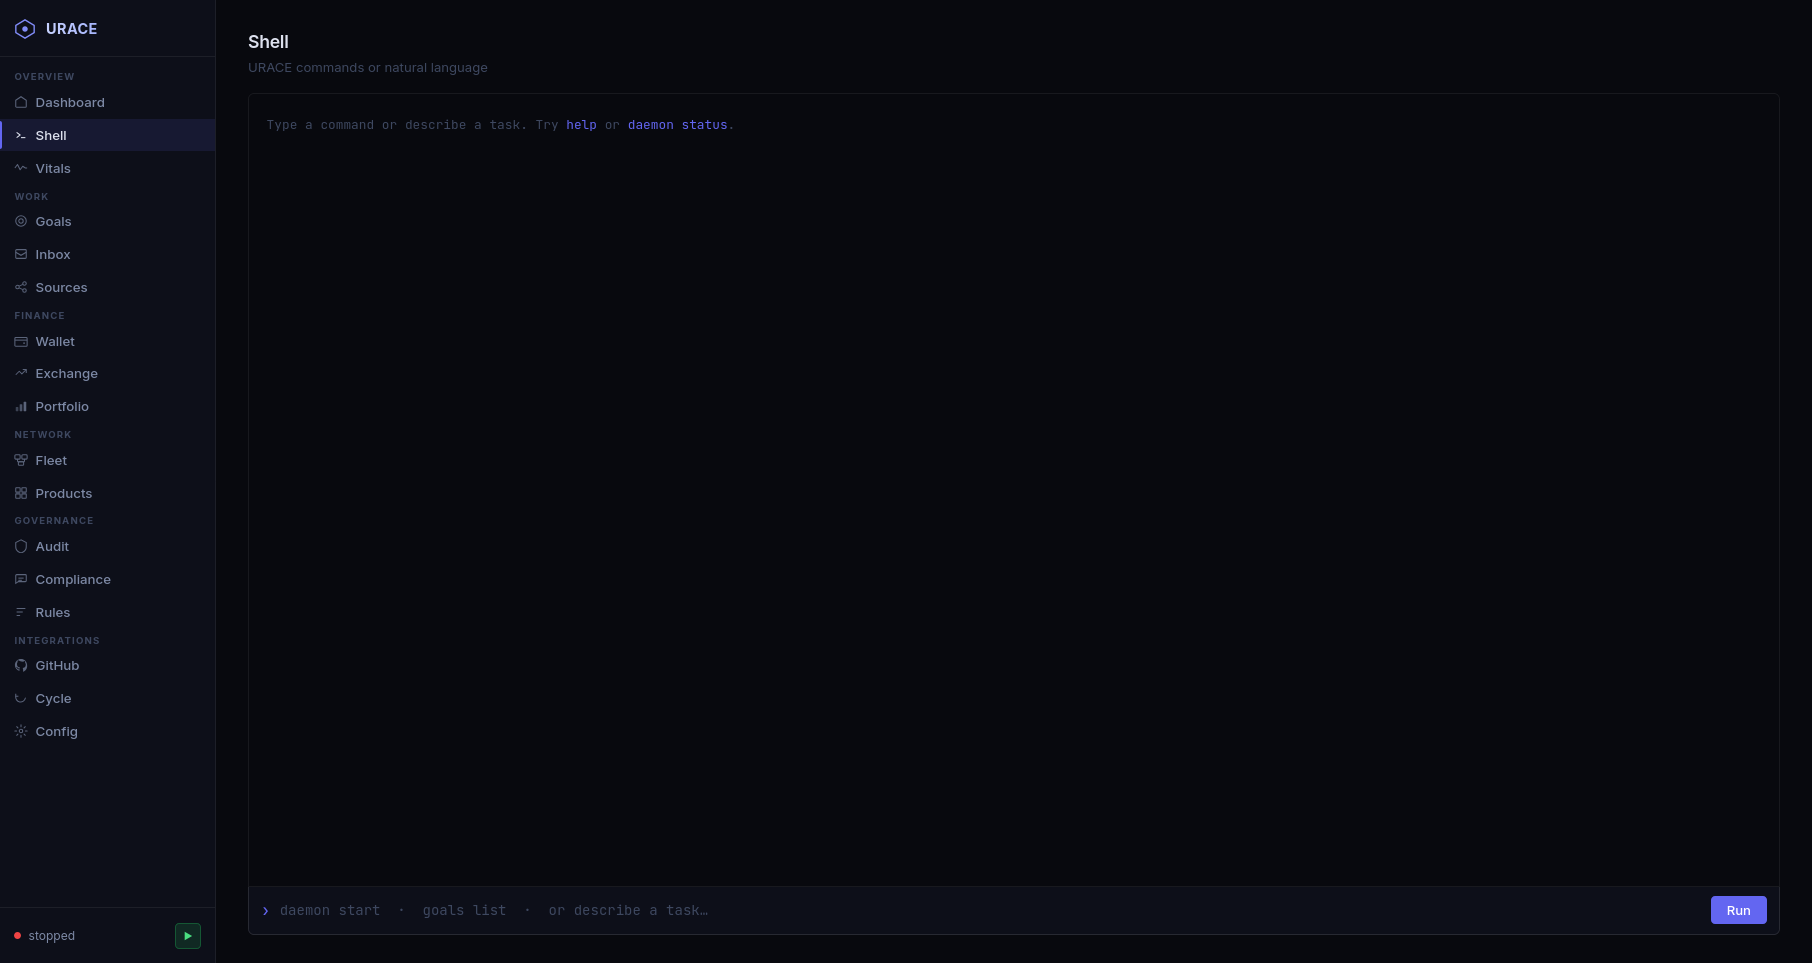 URACE
OVERVIEW
Dashboard
Shell
Vitals
WORK
Goals
Inbox
Sources
FINANCE
Wallet
Exchange
Portfolio
NETWORK
Fleet
Products
GOVERNANCE
Audit
Compliance
Rules
INTEGRATIONS
GitHub
Cycle
Config
stopped
Shell
URACE commands or natural language
Type a command or describe a task. Try help or daemon status.
❯ daemon start · goals list · or describe a task…
Run